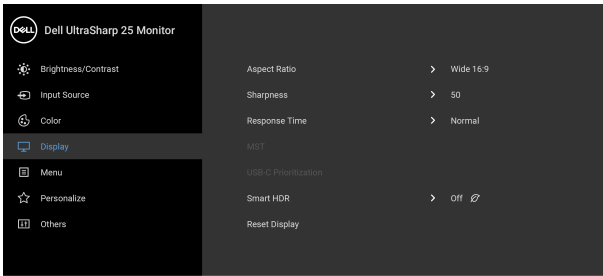 DELL
Dell UltraSharp 25 Monitor
Brightness/Contrast
Input Source
Color
Display
Menu
Personalize
Others
Aspect Ratio > Wide 16:9
Sharpness > 50
Response Time > Normal
MST
USB-C Prioritization
Smart HDR > Off
Reset Display